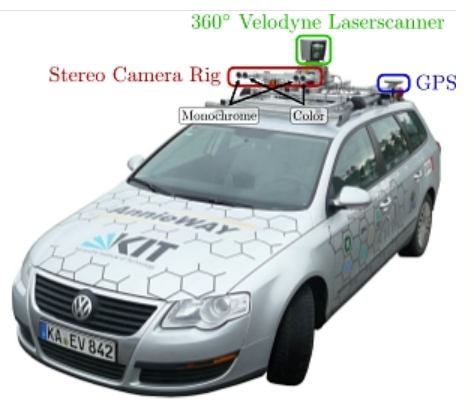 360° Velodyne Laserscanner
Stereo Camera Rig
GPS
Monochrome
Color
AnnieWAY
KIT
KA EV 842